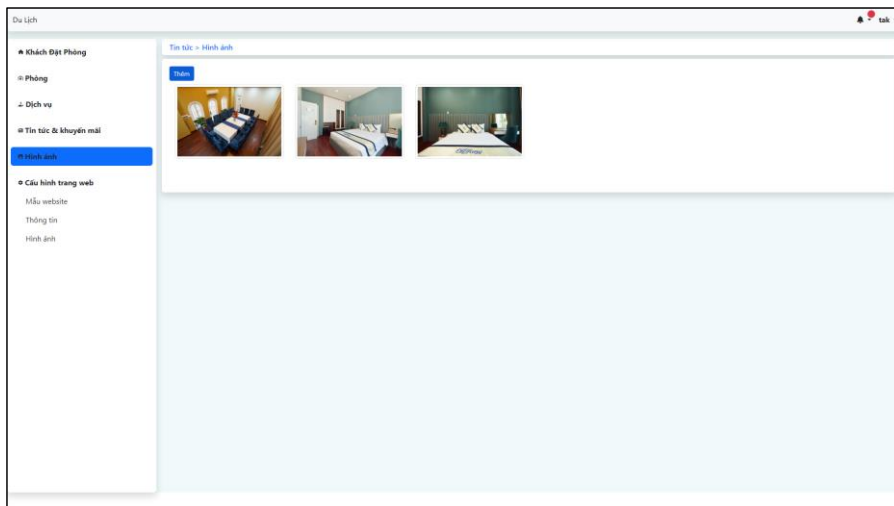 Du Lịch
tak
Khách Đặt Phòng
Phòng
Dịch vụ
Tin tức & khuyến mãi
Hình ảnh
Cấu hình trang web
Mẫu website
Thông tin
Hình ảnh
Tin tức » Hình ảnh
Thêm